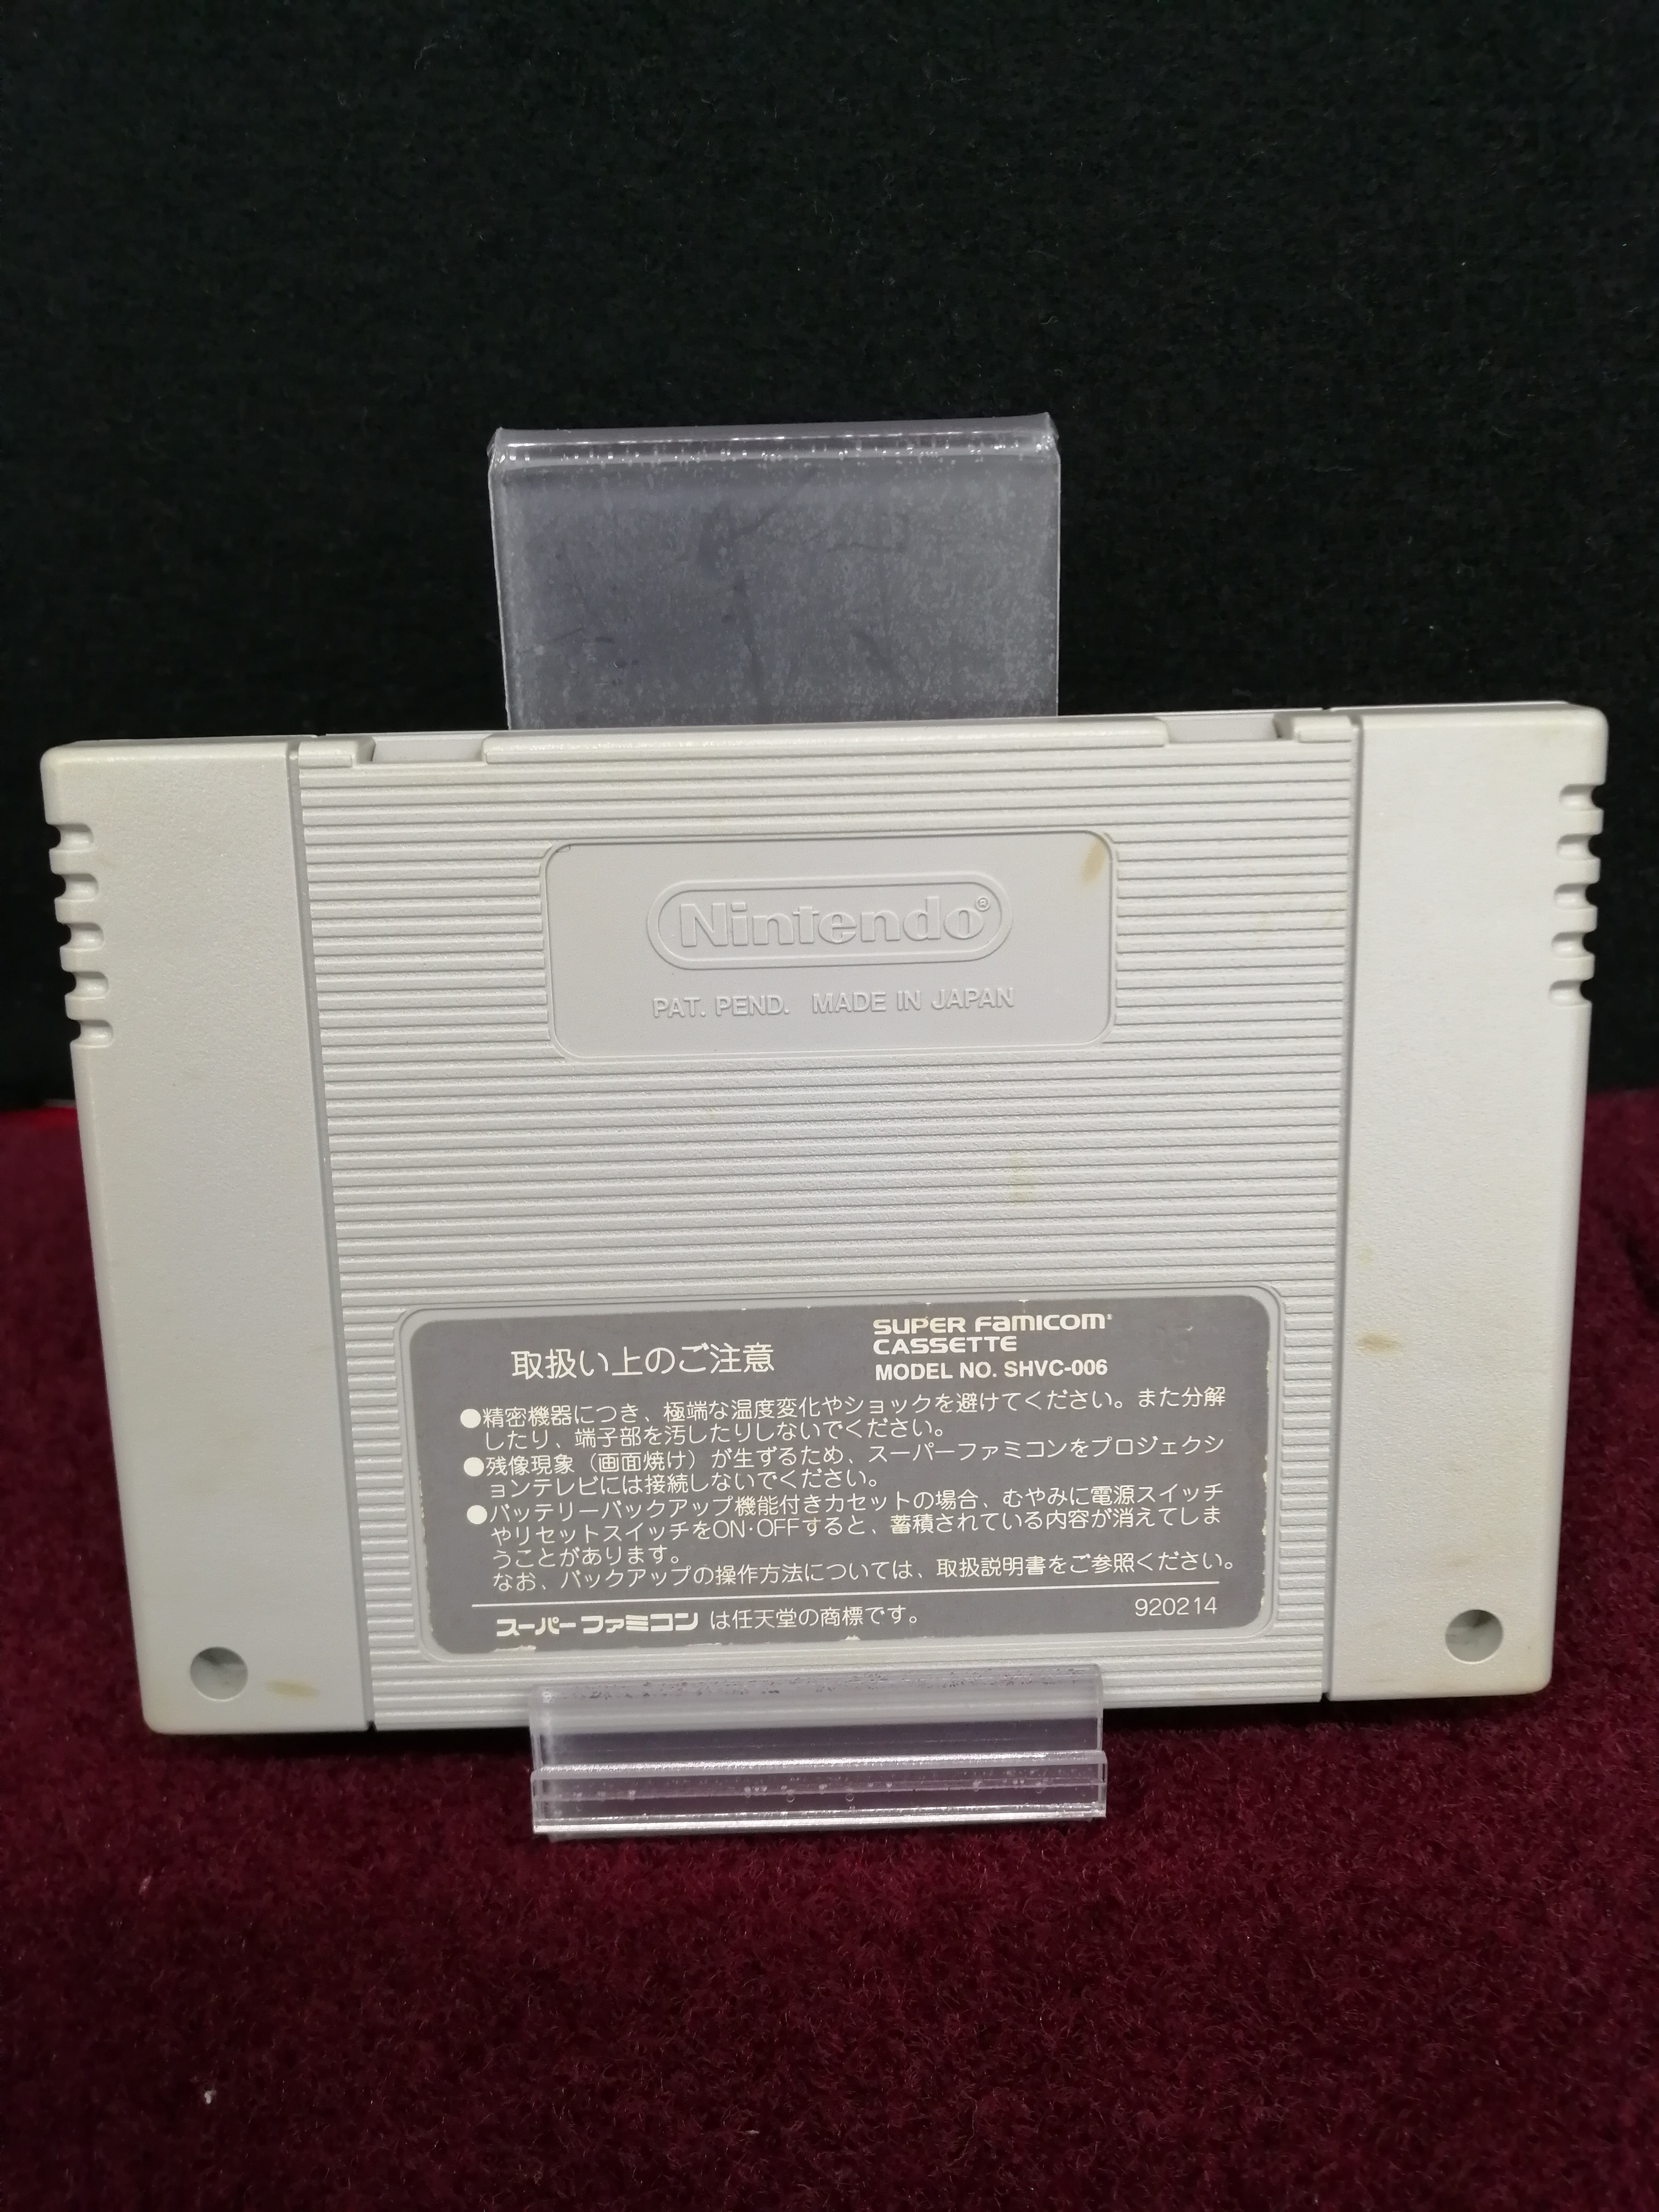 Nintendo®
PAT. PEND. MADE IN JAPAN
取扱い上のご注意
SUPER FAMICOM
CASSETTE
MODEL NO. SHVC-006
●精密機器につき、極端な温度変化やショックを避けてください。また分解
したり、端子部を汚したりしないでください。
●残像現象（画面焼け）が生ずるため、スーパーファミコンをプロジェクシ
ョンテレビには接続しないでください。
●バッテリーバックアップ機能付きカセットの場合、むやみに電源スイッチ
やリセットスイッチをON·OFFすると、蓄積されている内容が消えてしま
うことがあります。
なお、バックアップの操作方法については、取扱説明書をご参照ください。
スーパーファミコン は任天堂の商標です。
920214